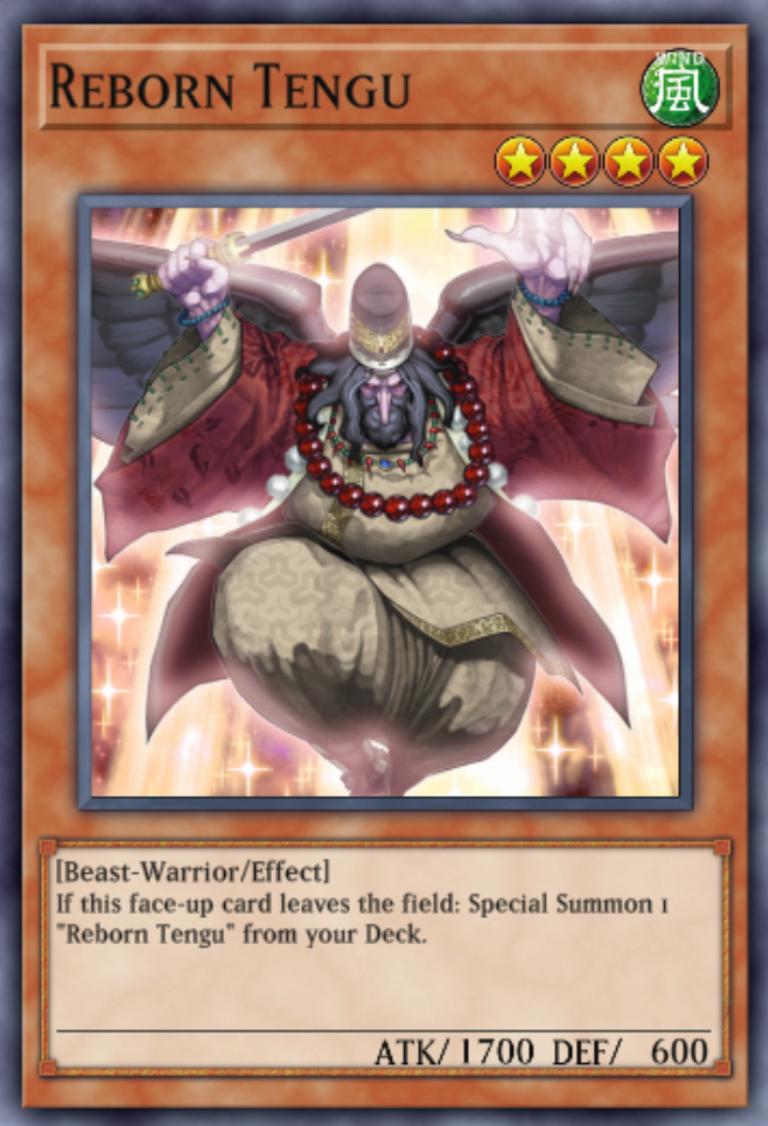 Reborn Tengu
WIND
風
[Beast-Warrior/Effect]
If this face-up card leaves the field: Special Summon 1
"Reborn Tengu" from your Deck.
ATK/ 1700 DEF/ 600